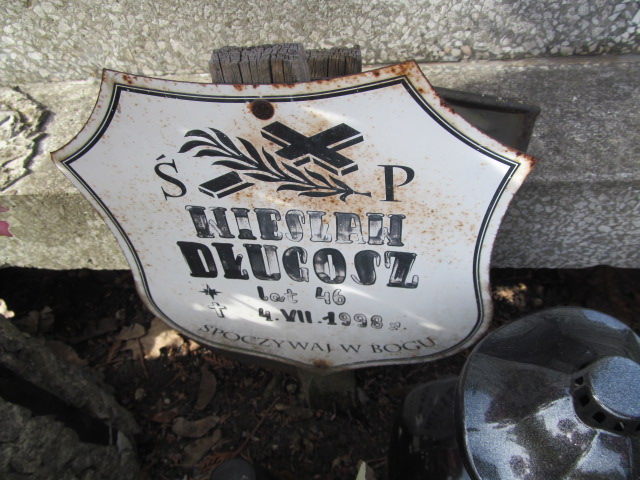 Ś P
WIESŁAW
DŁUGOSZ
Lat 46
4.VII.1998 r.
SPOCZYWAJ W BOGU